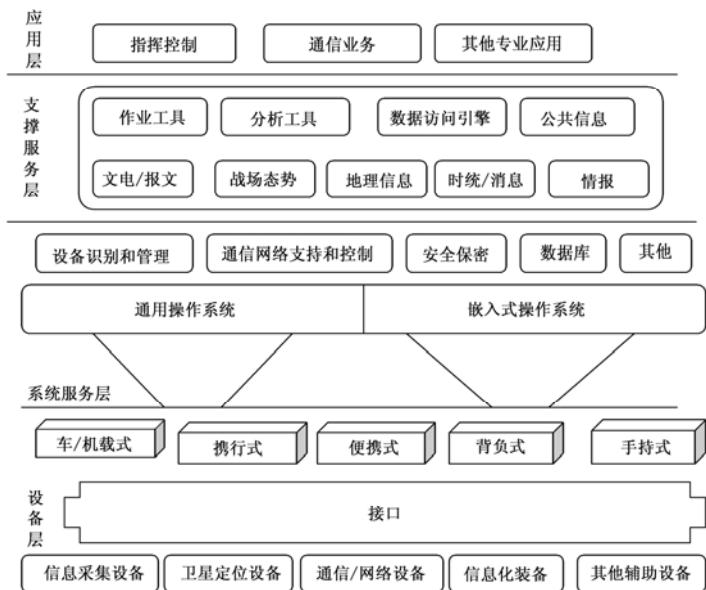 应用层
指挥控制 通信业务 其他专业应用
支撑服务层
作业工具 分析工具 数据访问引擎 公共信息
文电/报文 战场态势 地理信息 时统/消息 情报
设备识别和管理 通信网络支持和控制 安全保密 数据库 其他
通用操作系统 嵌入式操作系统
系统服务层
车/机载式 携行式 便携式 背负式 手持式
设备层
接口
信息采集设备 卫星定位设备 通信/网络设备 信息化装备 其他辅助设备